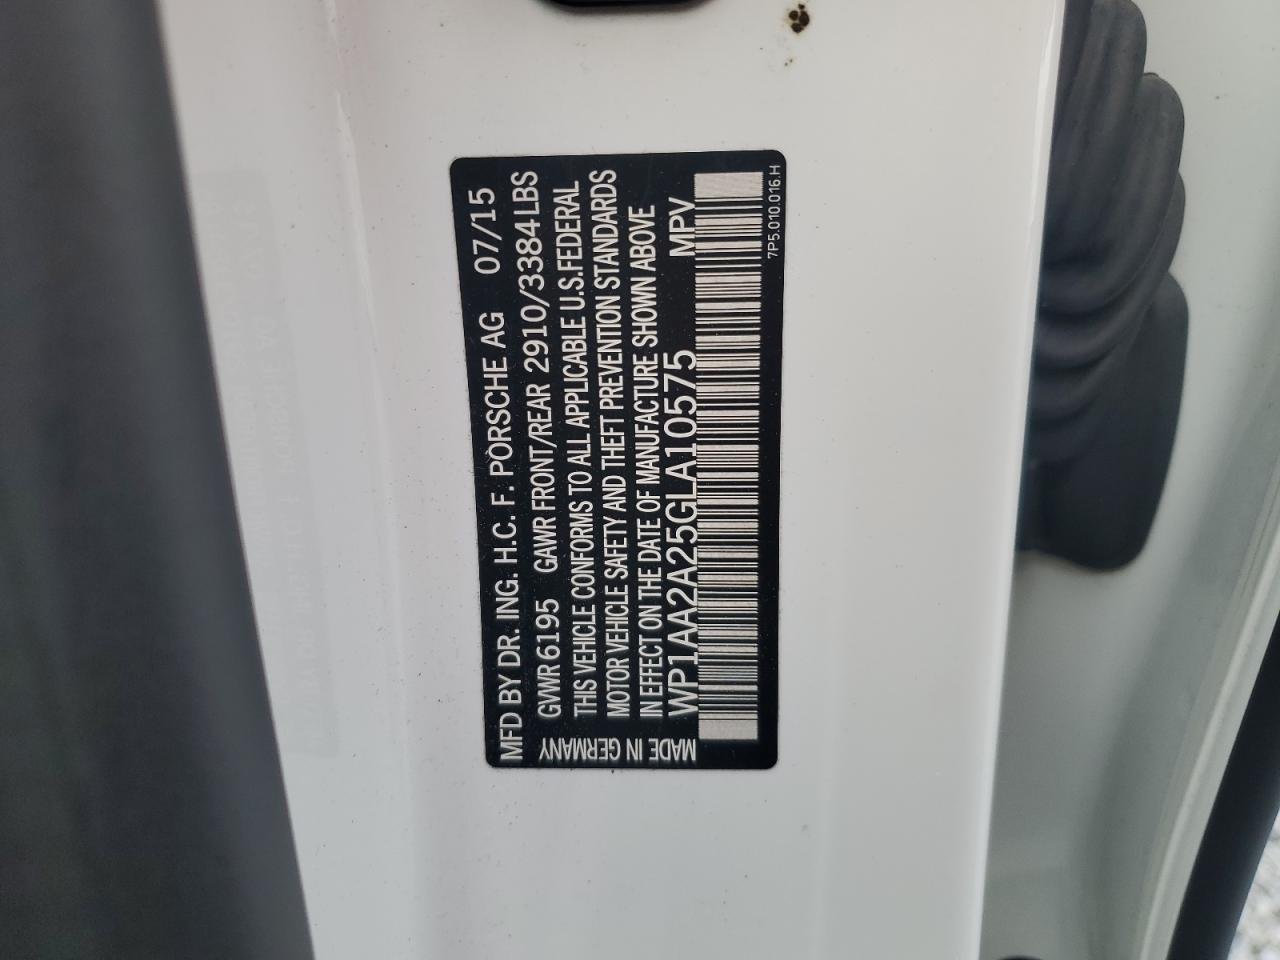 MFD BY DR. ING. H.C. F. PORSCHE AG 07/15
GVWR 6195 GAWR FRONT/REAR 2910/3384 LBS
THIS VEHICLE CONFORMS TO ALL APPLICABLE U.S.FEDERAL
MOTOR VEHICLE SAFETY AND THEFT PREVENTION STANDARDS
IN EFFECT ON THE DATE OF MANUFACTURE SHOWN ABOVE
WP1AA2A25GLA10575 MPV
MADE IN GERMANY
7P5.010.016.H